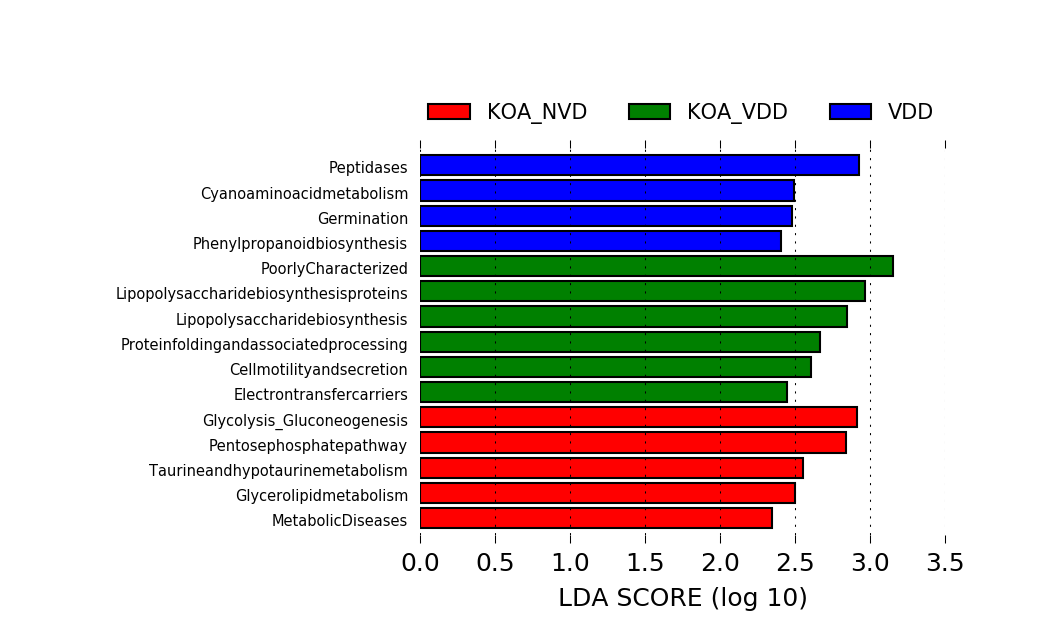 KOA_NVD KOA_VDD VDD
Peptidases
Cyanoaminoacidmetabolism
Germination
Phenylpropanoidbiosynthesis
PoorlyCharacterized
Lipopolysaccharidebiosynthesisproteins
Lipopolysaccharidebiosynthesis
Proteinfoldingandassociatedprocessing
Cellmotilityandsecretion
Electrontransfercarriers
Glycolysis_Gluconeogenesis
Pentosephosphatepathway
Taurineandhypotaurinemetabolism
Glycerolipidmetabolism
MetabolicDiseases
0.0 0.5 1.0 1.5 2.0 2.5 3.0 3.5
LDA SCORE (log 10)